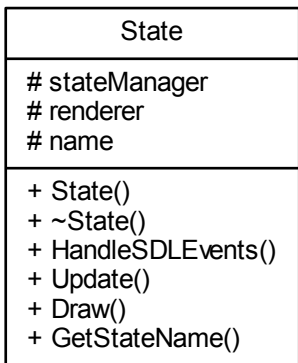 State
# stateManager
# renderer
# name
+ State()
+ ~State()
+ HandleSDLEvents()
+ Update()
+ Draw()
+ GetStateName()